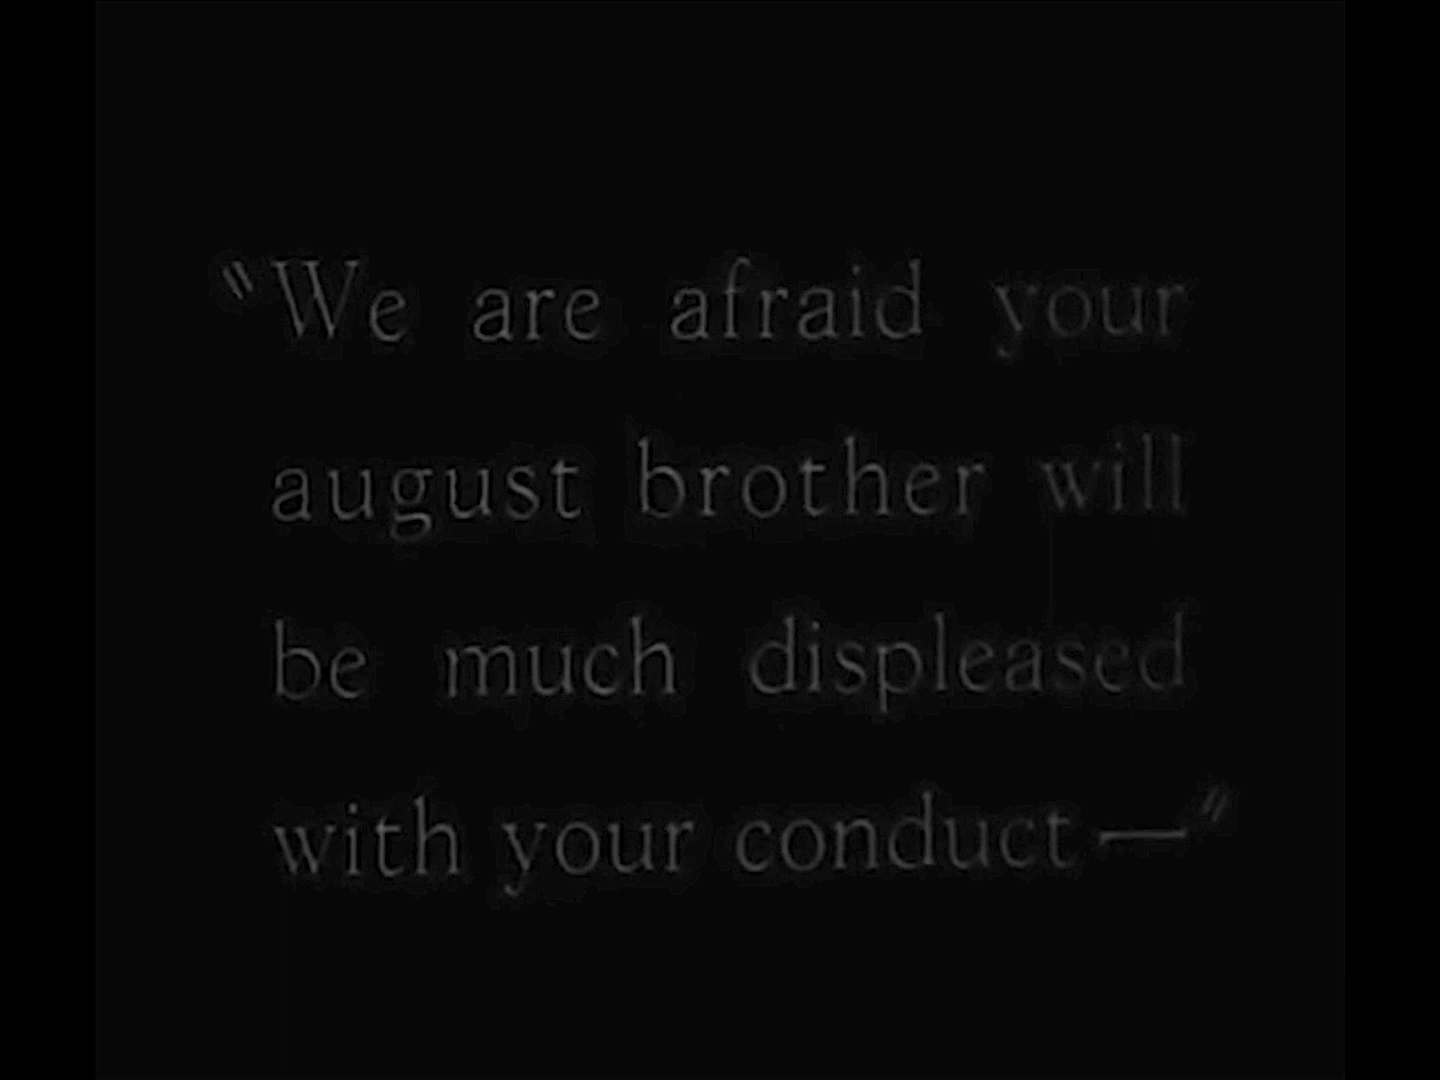 "We are afraid your
august brother will
be much displeased
with your conduct—"